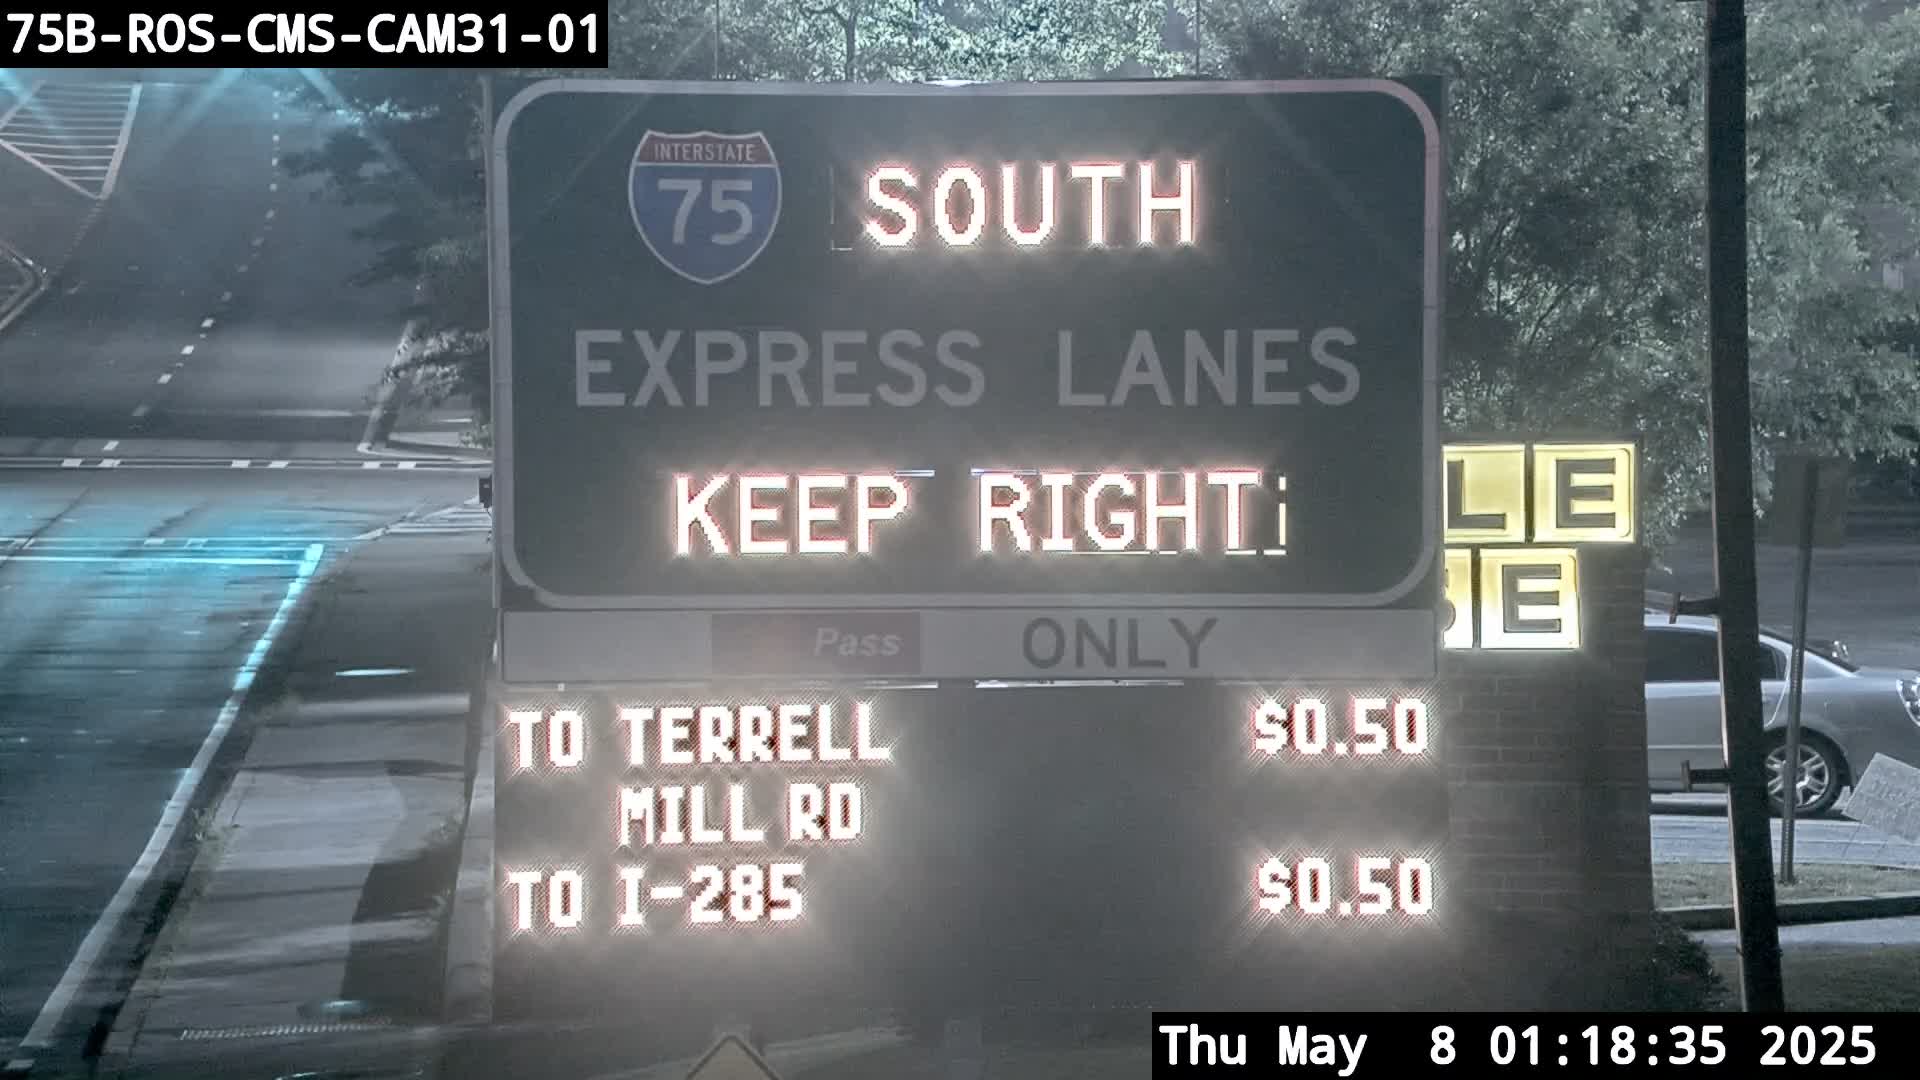 75B-ROS-CMS-CAM31-01
INTERSTATE
75
SOUTH
EXPRESS LANES
KEEP RIGHT
Pass ONLY
TO TERRELL $0.50
MILL RD
TO I-285 $0.50
LE
E
Thu May 8 01:18:35 2025